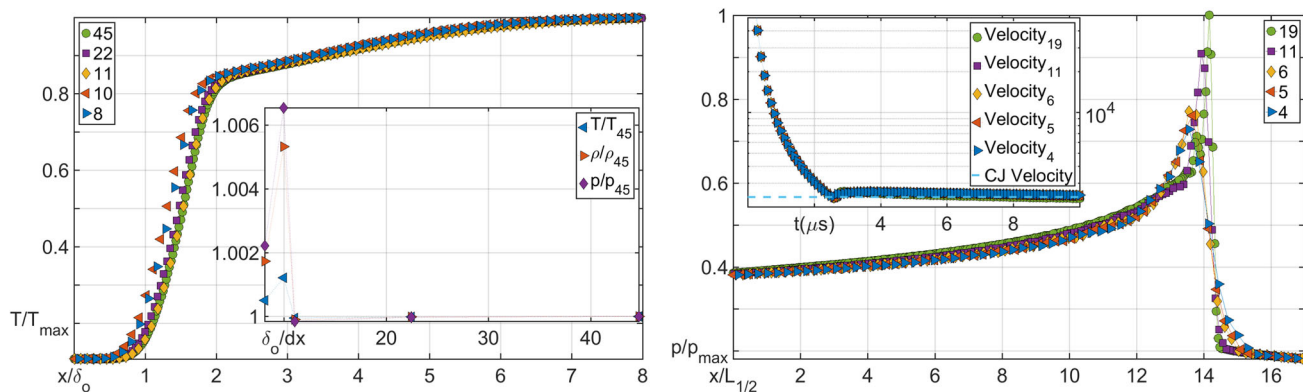 45
22
11
10
8
0.8
0.6
0.4
T/T_max
x/δ_o
1
2
3
4
5
6
7
8
1.006
1.004
1.002
1
δ_o/dx
20
30
40
T/T_45
ρ/ρ_45
p/p_45
1
0.8
0.6
0.4
p/p_max
x/L_1/2
2
4
6
8
10
12
14
16
Velocity_19
Velocity_11
Velocity_6
Velocity_5
Velocity_4
CJ Velocity
10^4
t(μs)
4
6
8
19
11
6
5
4